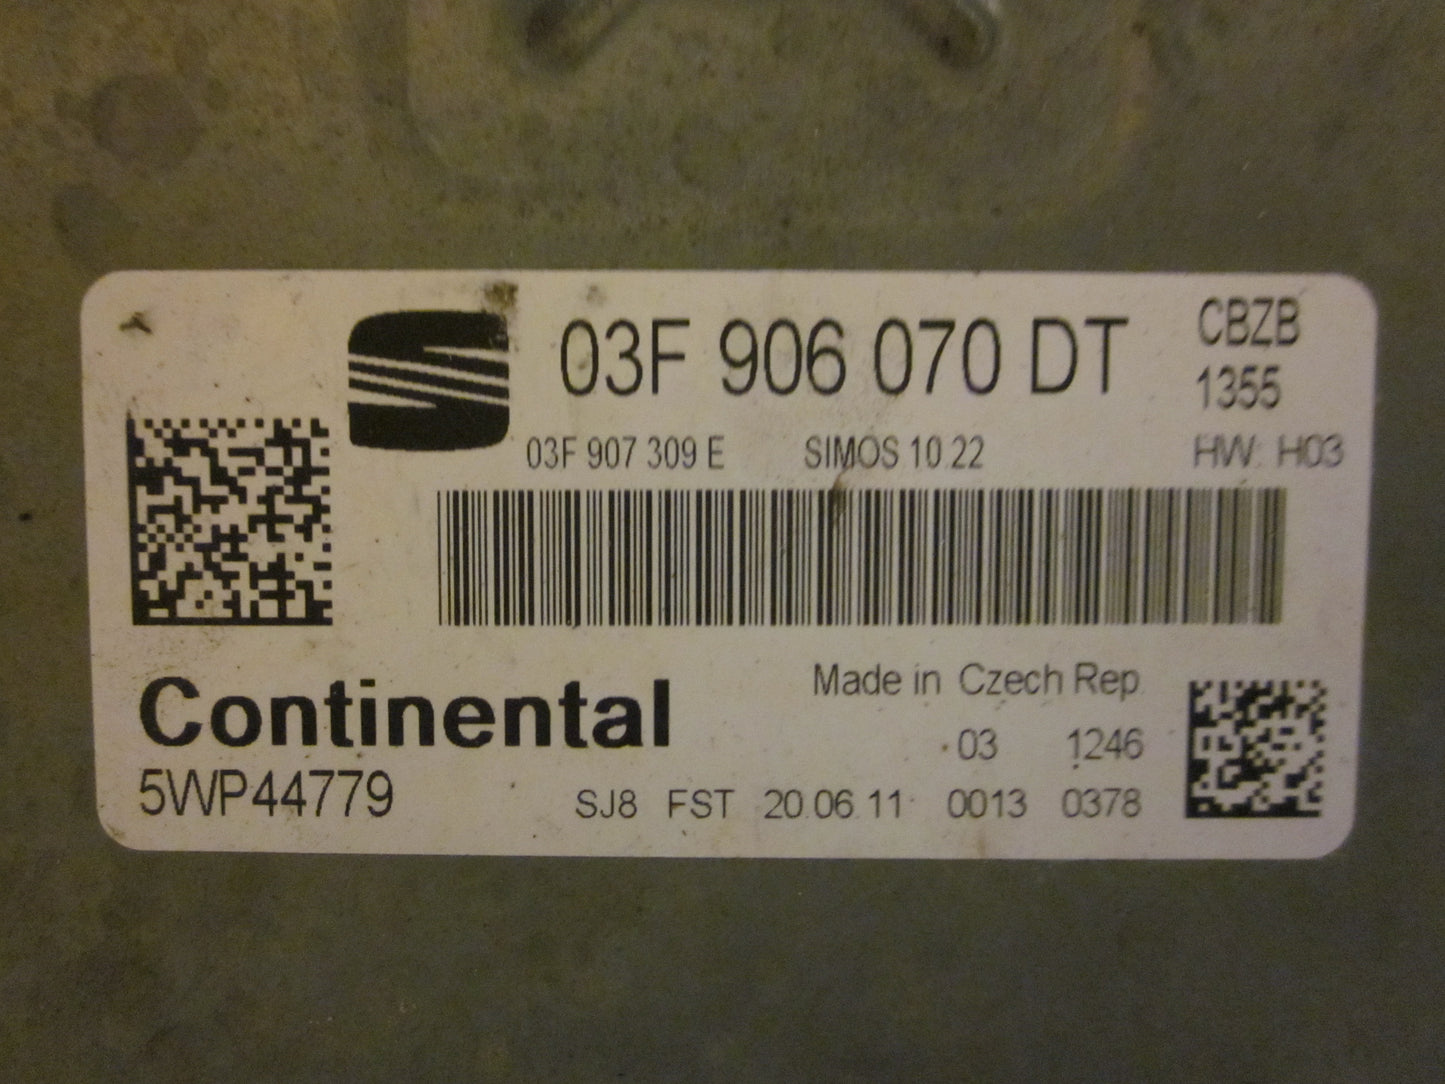 03F 906 070 DT
CBZB
1355
03F 907 309 E SIMOS 10.22 HW: H03
Continental
Made in Czech Rep.
03 1246
5WP44779
SJ8 FST 20.06.11 0013 0378